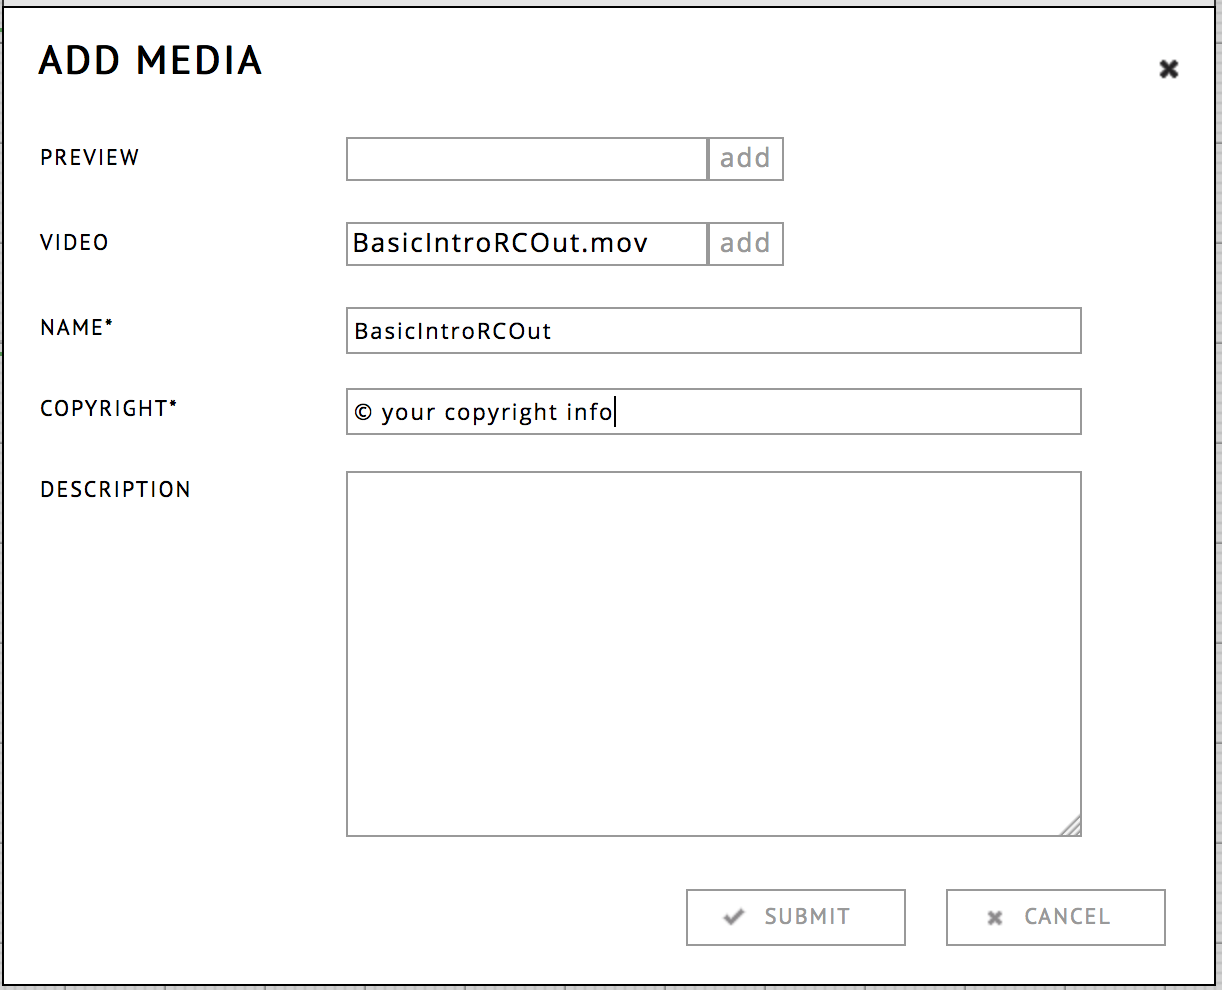 ADD MEDIA
PREVIEW add
VIDEO BasicIntroRCOut.mov add
NAME* BasicIntroRCOut
COPYRIGHT* © your copyright info
DESCRIPTION
SUBMIT CANCEL